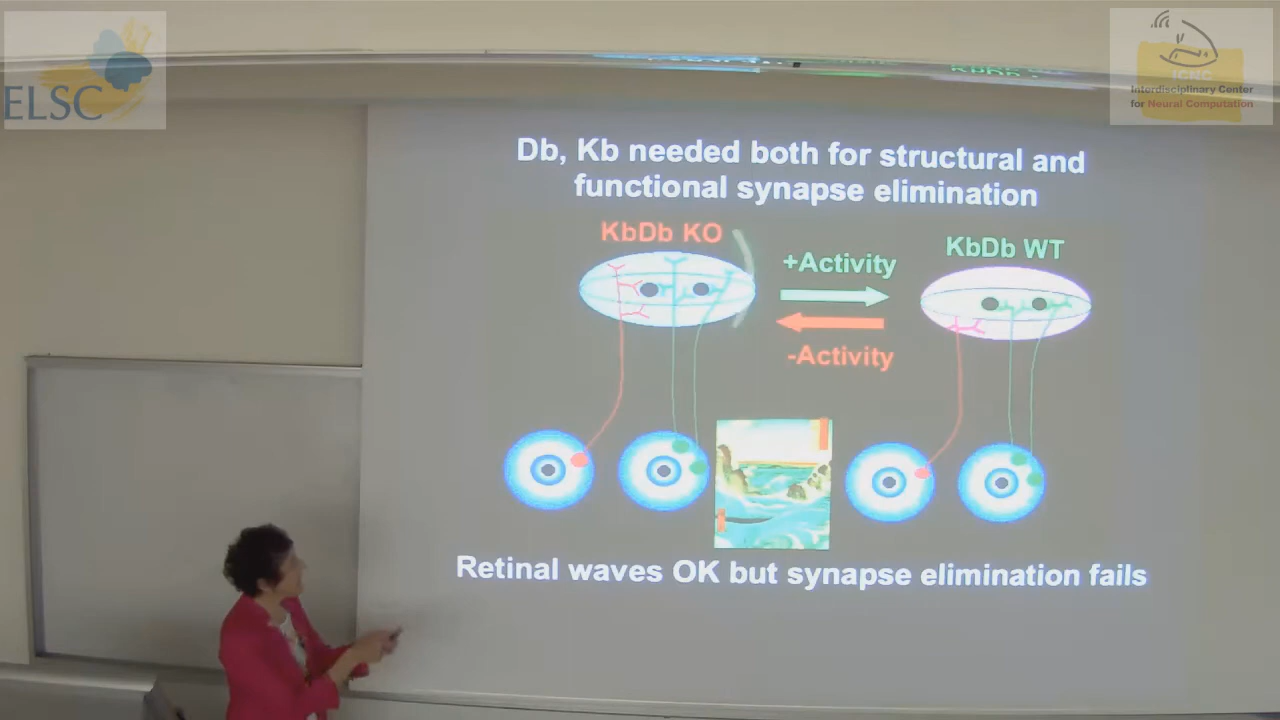 ELSC
ICNC
Interdisciplinary Center
for Neural Computation
Db, Kb needed both for structural and
functional synapse elimination
KbDb KO
KbDb WT
+Activity
-Activity
Retinal waves OK but synapse elimination fails